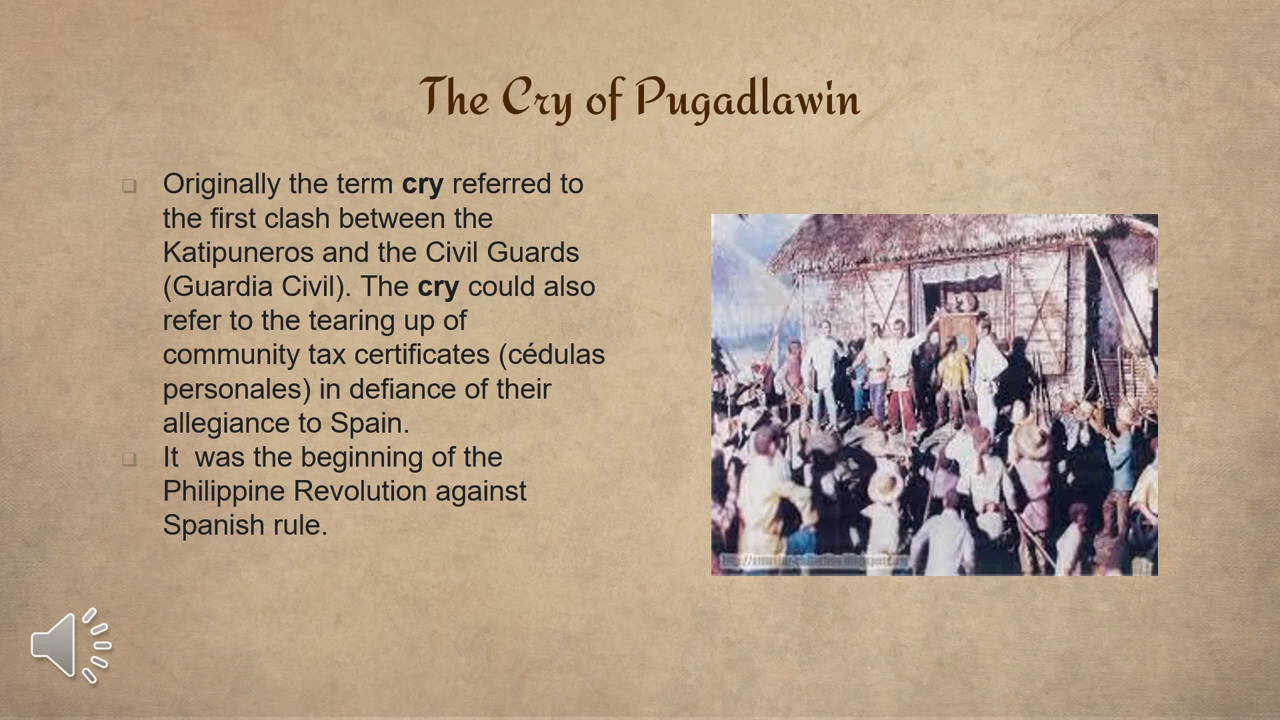 The Cry of Pugadlawin
Originally the term cry referred to
the first clash between the
Katipuneros and the Civil Guards
(Guardia Civil). The cry could also
refer to the tearing up of
community tax certificates (cédulas
personales) in defiance of their
allegiance to Spain.
It  was the beginning of the
Philippine Revolution against
Spanish rule.